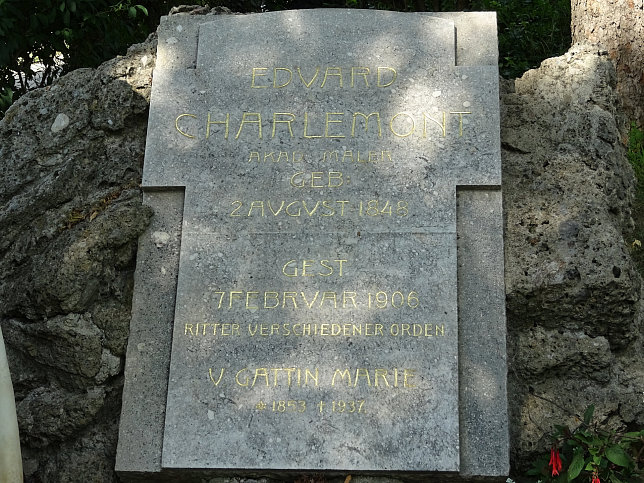 EDVARD
CHARLEMONT
AKAD. MALER
GEB.
2 AVGVST 1848
GEST.
7 FEBRVAR 1906
RITTER VERSCHIEDENER ORDEN
V. GATTIN MARIE
* 1853 † 1937